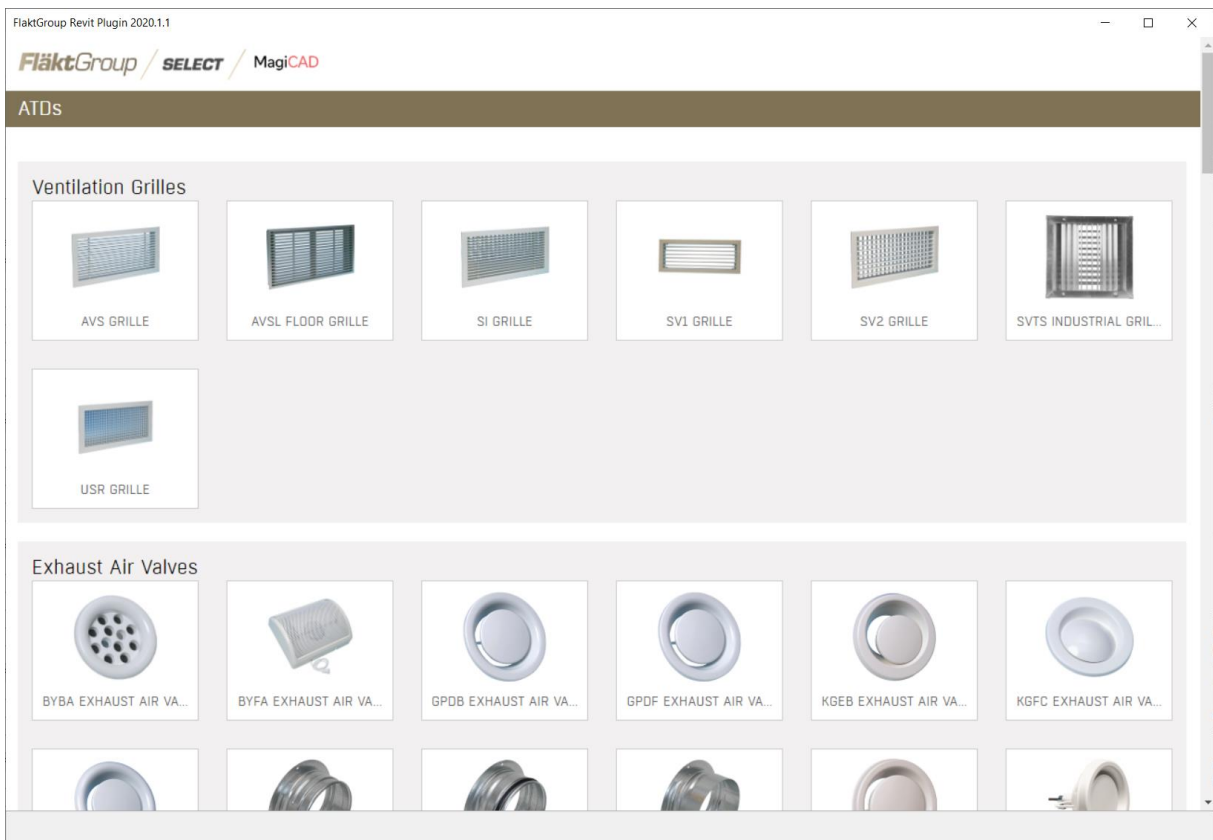 FlaktGroup Revit Plugin 2020.1.1
FläktGroup / SELECT / MagiCAD
ATDs
Ventilation Grilles
AVS GRILLE
AVSL FLOOR GRILLE
SI GRILLE
SV1 GRILLE
SV2 GRILLE
SVTS INDUSTRIAL GRIL...
USR GRILLE
Exhaust Air Valves
BYBA EXHAUST AIR VA...
BYFA EXHAUST AIR VA...
GPDB EXHAUST AIR VA...
GPDF EXHAUST AIR VA...
KGEB EXHAUST AIR VA...
KGFC EXHAUST AIR VA...